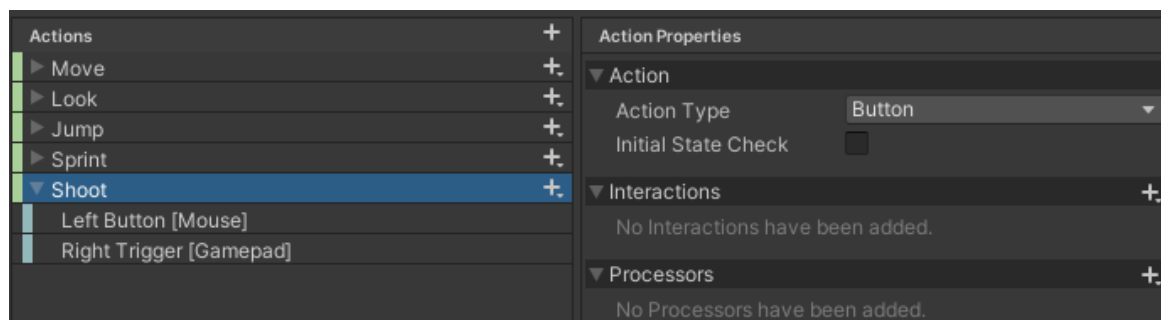 Actions
Move
Look
Jump
Sprint
Shoot
Left Button [Mouse]
Right Trigger [Gamepad]
Action Properties
Action
Action Type Button
Initial State Check
Interactions
No Interactions have been added.
Processors
No Processors have been added.